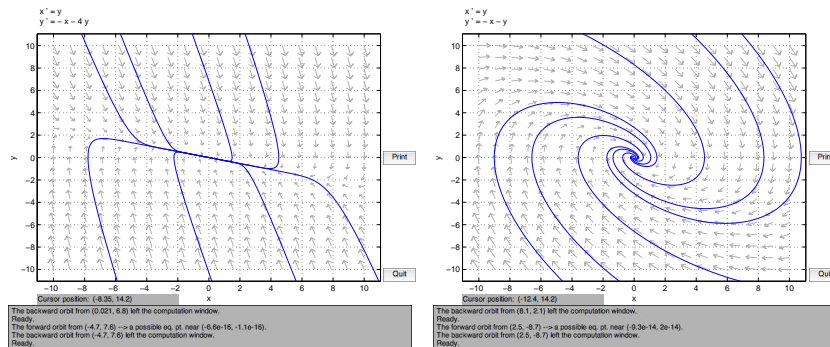 x ' = y
y ' = − x − 4 y
10
8
6
4
2
0
−2
−4
−6
−8
−10
y
−10 −8 −6 −4 −2 0 2 4 6 8 10
x
Print
Quit
Cursor position: (-8.35, 14.2)
The backward orbit from (0.021, 6.8) left the computation window.
Ready.
The forward orbit from (-4.7, 7.6) --> a possible eq. pt. near (-6.6e-16, -1.1e-16).
The backward orbit from (-4.7, 7.6) left the computation window.
Ready.
x ' = y
y ' = − x − y
10
8
6
4
2
0
−2
−4
−6
−8
−10
y
−10 −8 −6 −4 −2 0 2 4 6 8 10
x
Prin
Quit
Cursor position: (-12.4, 14.2)
The backward orbit from (8.1, 2.1) left the computation window.
Ready.
The forward orbit from (2.5, -8.7) --> a possible eq. pt. near (-9.3e-14, 2e-14).
The backward orbit from (2.5, -8.7) left the computation window.
Ready.